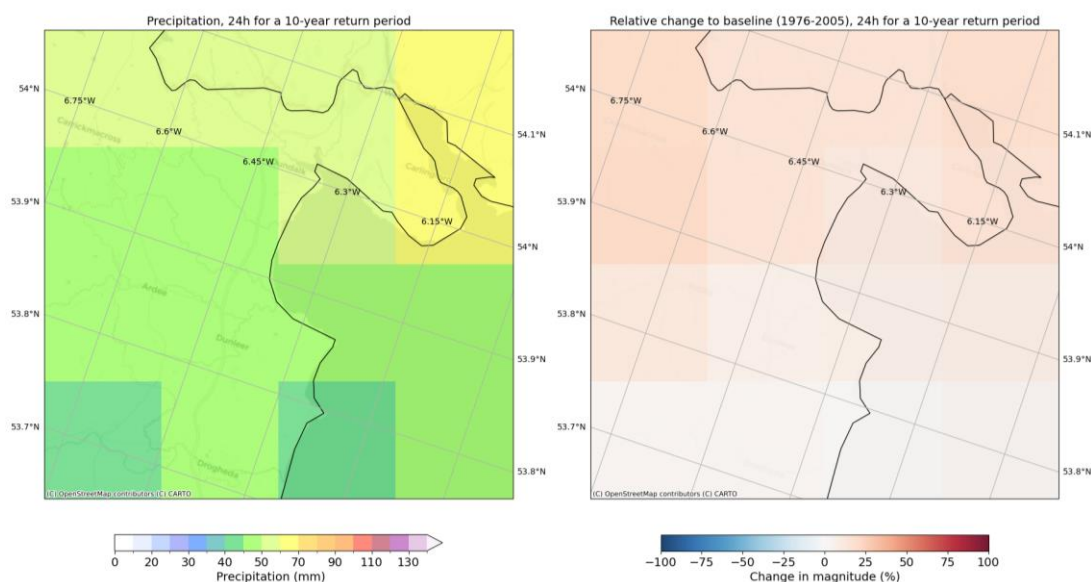 Precipitation, 24h for a 10-year return period
54°N
53.9°N
53.8°N
53.7°N
6.75°W
6.6°W
6.45°W
6.3°W
6.15°W
54.1°N
54°N
53.9°N
53.8°N
Carrickmacross
Dundalk
Ardee
Dunleer
Drogheda
(C) OpenStreetMap contributors (C) CARTO
0 20 30 50 70 90 110 130
Precipitation (mm)
Relative change to baseline (1976-2005), 24h for a 10-year return period
54°N
53.9°N
53.8°N
53.7°N
6.75°W
6.6°W
6.45°W
6.3°W
6.15°W
54.1°N
54°N
53.9°N
53.8°N
(C) OpenStreetMap contributors (C) CARTO
−100 −75 −50 −25 0 25 50 75 100
Change in magnitude (%)